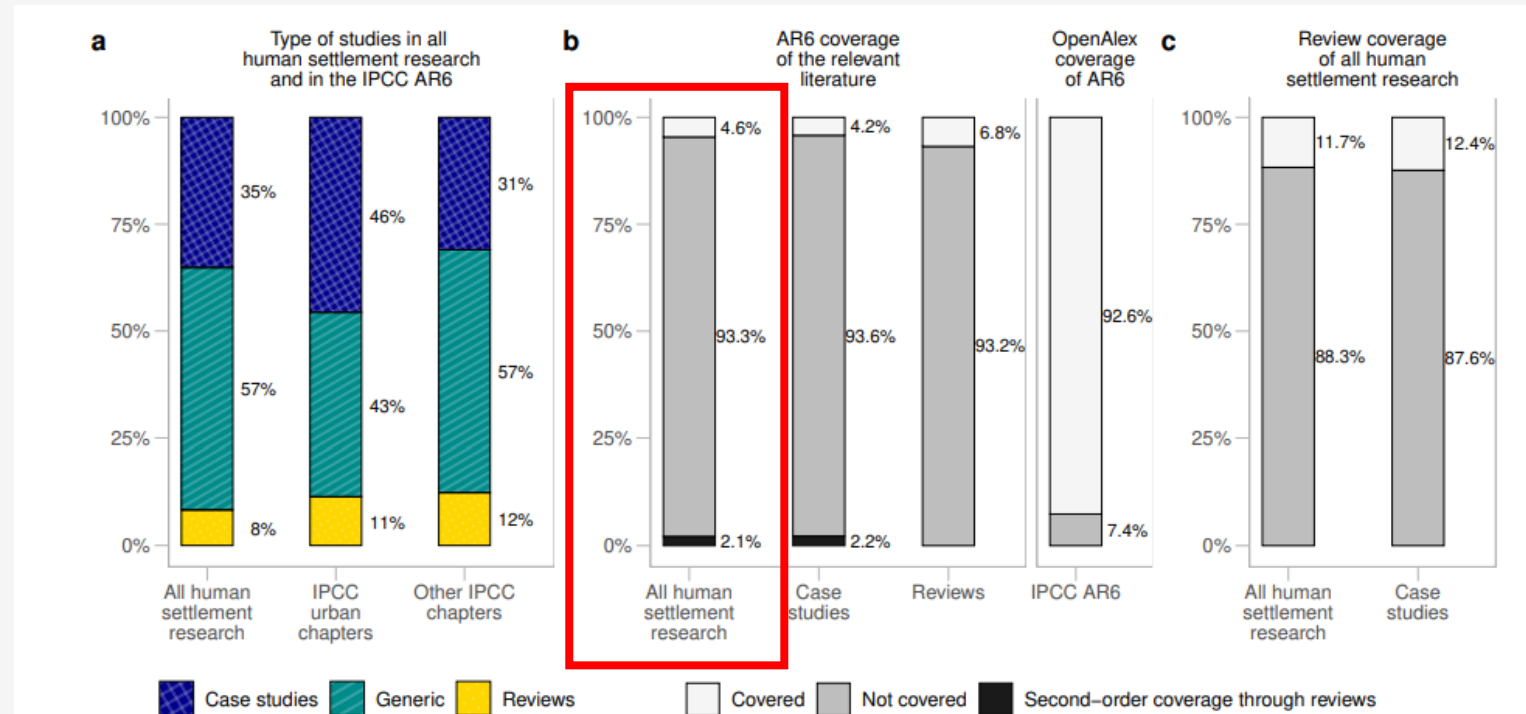 a
Type of studies in all
human settlement research
and in the IPCC AR6
100%
75%
50%
25%
0%
35%
57%
8%
46%
43%
11%
31%
57%
12%
All human
settlement
research
IPCC
urban
chapters
Other IPCC
chapters
b
AR6 coverage
of the relevant
literature
100%
75%
50%
25%
0%
4.6%
93.3%
2.1%
4.2%
93.6%
2.2%
6.8%
93.2%
All human
settlement
research
Case
studies
Reviews
OpenAlex
coverage
of AR6
92.6%
7.4%
IPCC AR6
c
Review coverage
of all human
settlement research
100%
75%
50%
25%
0%
11.7%
88.3%
12.4%
87.6%
All human
settlement
research
Case
studies
Case studies Generic Reviews
Covered Not covered Second−order coverage through reviews